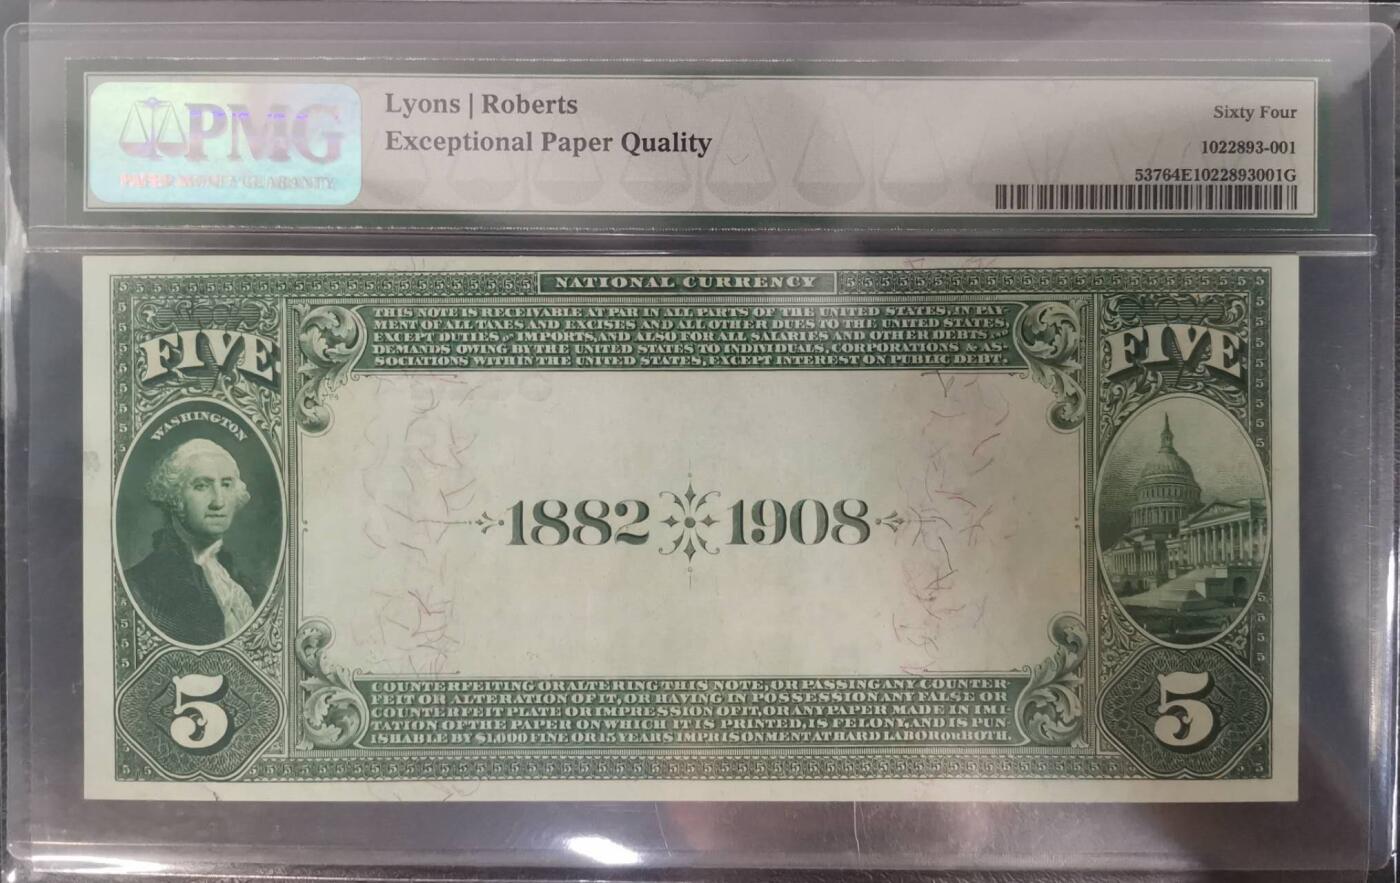 PMG
PAPER MONEY GUARANTY
Lyons | Roberts
Exceptional Paper Quality
Sixty Four
1022893-001
53764E1022893001G
NATIONAL CURRENCY
THIS NOTE IS RECEIVABLE AT PAR IN ALL PARTS OF THE UNITED STATES, IN PAY
MENT OF ALL TAXES AND EXCISES AND ALL OTHER DUES TO THE UNITED STATES,
EXCEPT DUTIES ON IMPORTS, AND ALSO FOR ALL SALARIES AND OTHER DEBTS &
DEMANDS OWING BY THE UNITED STATES TO INDIVIDUALS, CORPORATIONS & AS-
SOCIATIONS WITHIN THE UNITED STATES, EXCEPT INTEREST ON PUBLIC DEBT.
FIVE
FIVE
WASHINGTON
1882 1908
COUNTERFEITING OR ALTERING THIS NOTE, OR PASSING ANY COUNTER-
FEIT OR ALTERATION OF IT, OR HAVING IN POSSESSION ANY FALSE OR
COUNTERFEIT PLATE OR IMPRESSION OF IT, OR ANY PAPER MADE IN IMI-
TATION OF THE PAPER ON WHICH IT IS PRINTED, IS FELONY, AND IS PUN-
ISHABLE BY $1,000 FINE OR 15 YEARS IMPRISONMENT AT HARD LABOR OR BOTH.
5
5